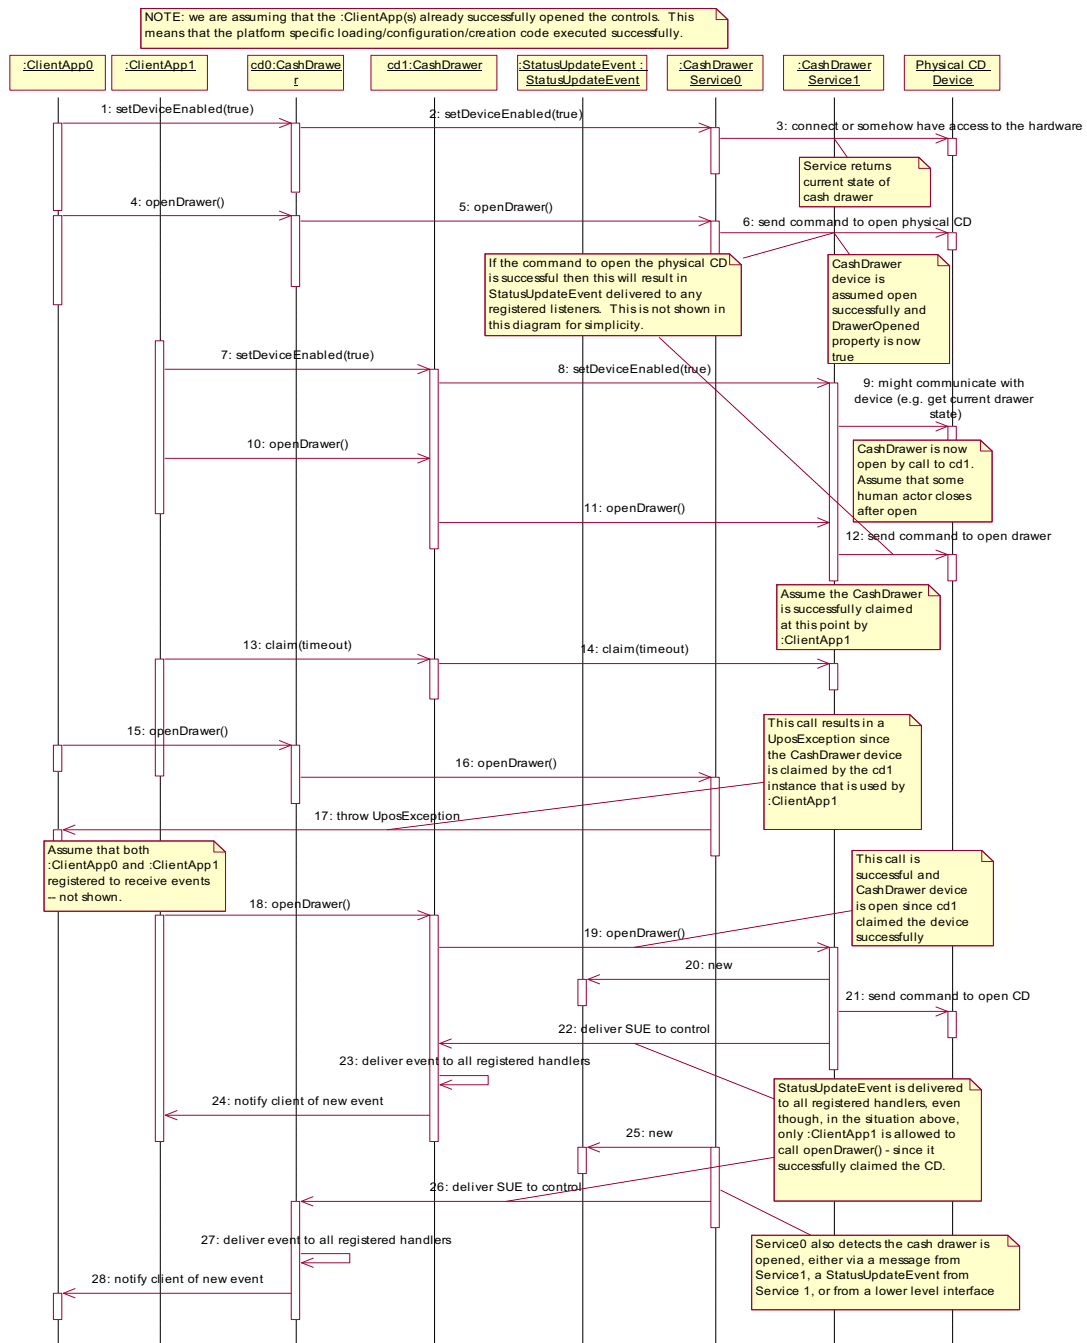 NOTE: we are assuming that the :ClientApp(s) already successfully opened the controls. This
means that the platform specific loading/configuration/creation code executed successfully.
:ClientApp0
:ClientApp1
cd0:CashDrawe
r
cd1:CashDrawer
:StatusUpdateEvent :
StatusUpdateEvent
:CashDrawer
Service0
:CashDrawer
Service1
Physical CD
Device
1: setDeviceEnabled(true)
2: setDeviceEnabled(true)
3: connect or somehow have access to the hardware
Service returns
current state of
cash drawer
4: openDrawer()
5: openDrawer()
6: send command to open physical CD
If the command to open the physical CD
is successful then this will result in
StatusUpdateEvent delivered to any
registered listeners. This is not shown in
this diagram for simplicity.
CashDrawer
device is
assumed open
successfully and
DrawerOpened
property is now
true
7: setDeviceEnabled(true)
8: setDeviceEnabled(true)
9: might communicate with
device (e.g. get current drawer
state)
10: openDrawer()
CashDrawer is now
open by call to cd1.
Assume that some
human actor closes
after open
11: openDrawer()
12: send command to open drawer
Assume the CashDrawer
is successfully claimed
at this point by
:ClientApp1
13: claim(timeout)
14: claim(timeout)
15: openDrawer()
16: openDrawer()
This call results in a
UposException since
the CashDrawer device
is claimed by the cd1
instance that is used by
:ClientApp1
17: throw UposException
Assume that both
:ClientApp0 and :ClientApp1
registered to receive events
-- not shown.
This call is
successful and
CashDrawer device
is open since cd1
claimed the device
successfully
18: openDrawer()
19: openDrawer()
20: new
21: send command to open CD
22: deliver SUE to control
23: deliver event to all registered handlers
24: notify client of new event
StatusUpdateEvent is delivered
to all registered handlers, even
though, in the situation above,
only :ClientApp1 is allowed to
call openDrawer() - since it
successfully claimed the CD.
25: new
26: deliver SUE to control
27: deliver event to all registered handlers
Service0 also detects the cash drawer is
opened, either via a message from
Service1, a StatusUpdateEvent from
Service 1, or from a lower level interface
28: notify client of new event